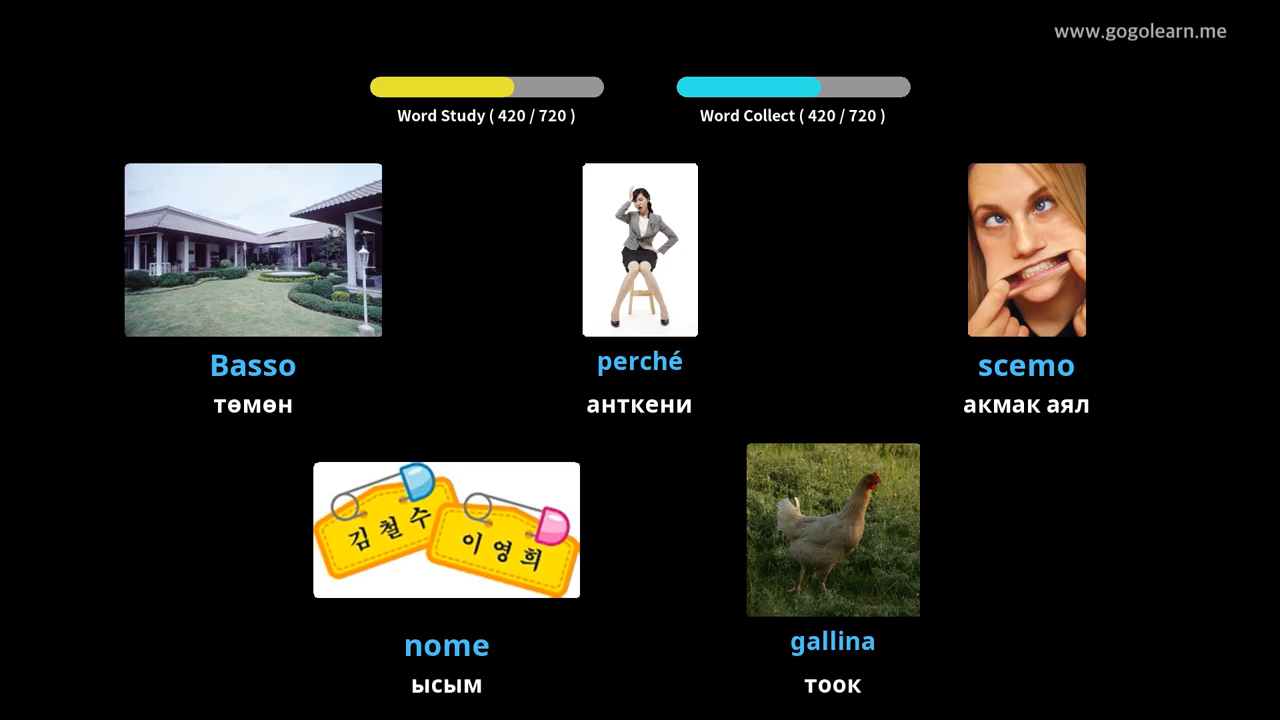 www.gogolearn.me
Word Study ( 420 / 720 )
Word Collect ( 420 / 720 )
Basso
төмөн
perché
анткени
scemo
акмак аял
김철수
이영희
nome
ысым
gallina
тоок